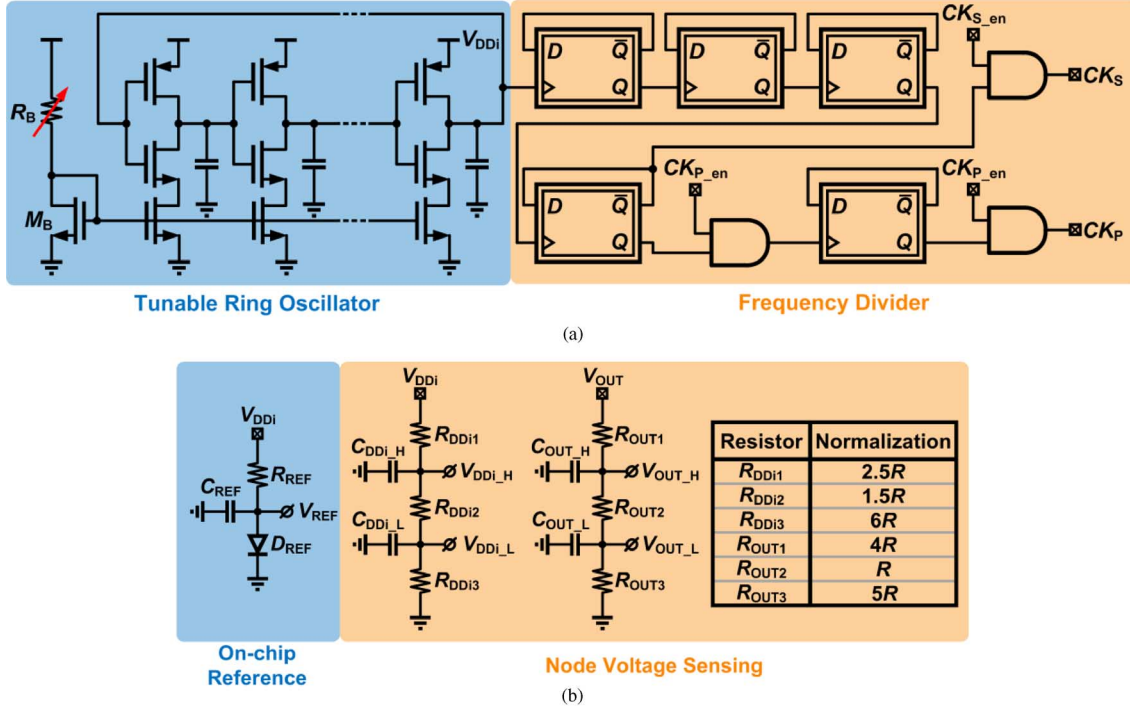 V_DDi
R_B
M_B
Tunable Ring Oscillator
D Q̅ Q
D Q̅ Q
D Q̅ Q
CK_S_en
CK_S
D Q̅ Q
CK_P_en
D Q̅ Q
CK_P_en
CK_P
Frequency Divider
(a)
V_DDi
R_REF
C_REF
V_REF
D_REF
On-chip
Reference
V_DDi
R_DDi1
C_DDi_H
V_DDi_H
R_DDi2
C_DDi_L
V_DDi_L
R_DDi3
V_OUT
R_OUT1
C_OUT_H
V_OUT_H
R_OUT2
C_OUT_L
V_OUT_L
R_OUT3
Resistor Normalization
R_DDi1 2.5R
R_DDi2 1.5R
R_DDi3 6R
R_OUT1 4R
R_OUT2 R
R_OUT3 5R
Node Voltage Sensing
(b)